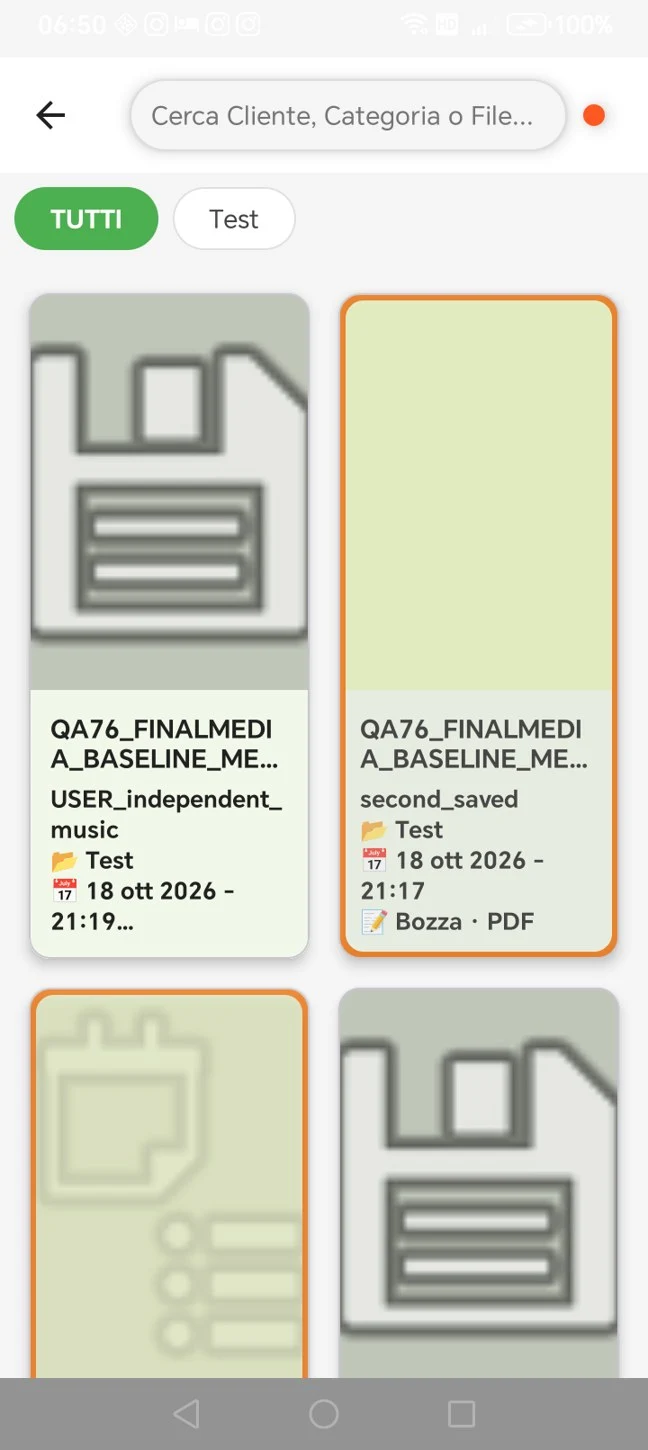 06:50
100%
Cerca Cliente, Categoria o File...
TUTTI
Test
QA76_FINALMEDI
A_BASELINE_ME...
USER_independent_
music
📂 Test
📅 18 ott 2026 -
21:19...
QA76_FINALMEDI
A_BASELINE_ME...
second_saved
📂 Test
📅 18 ott 2026 -
21:17
📝 Bozza · PDF